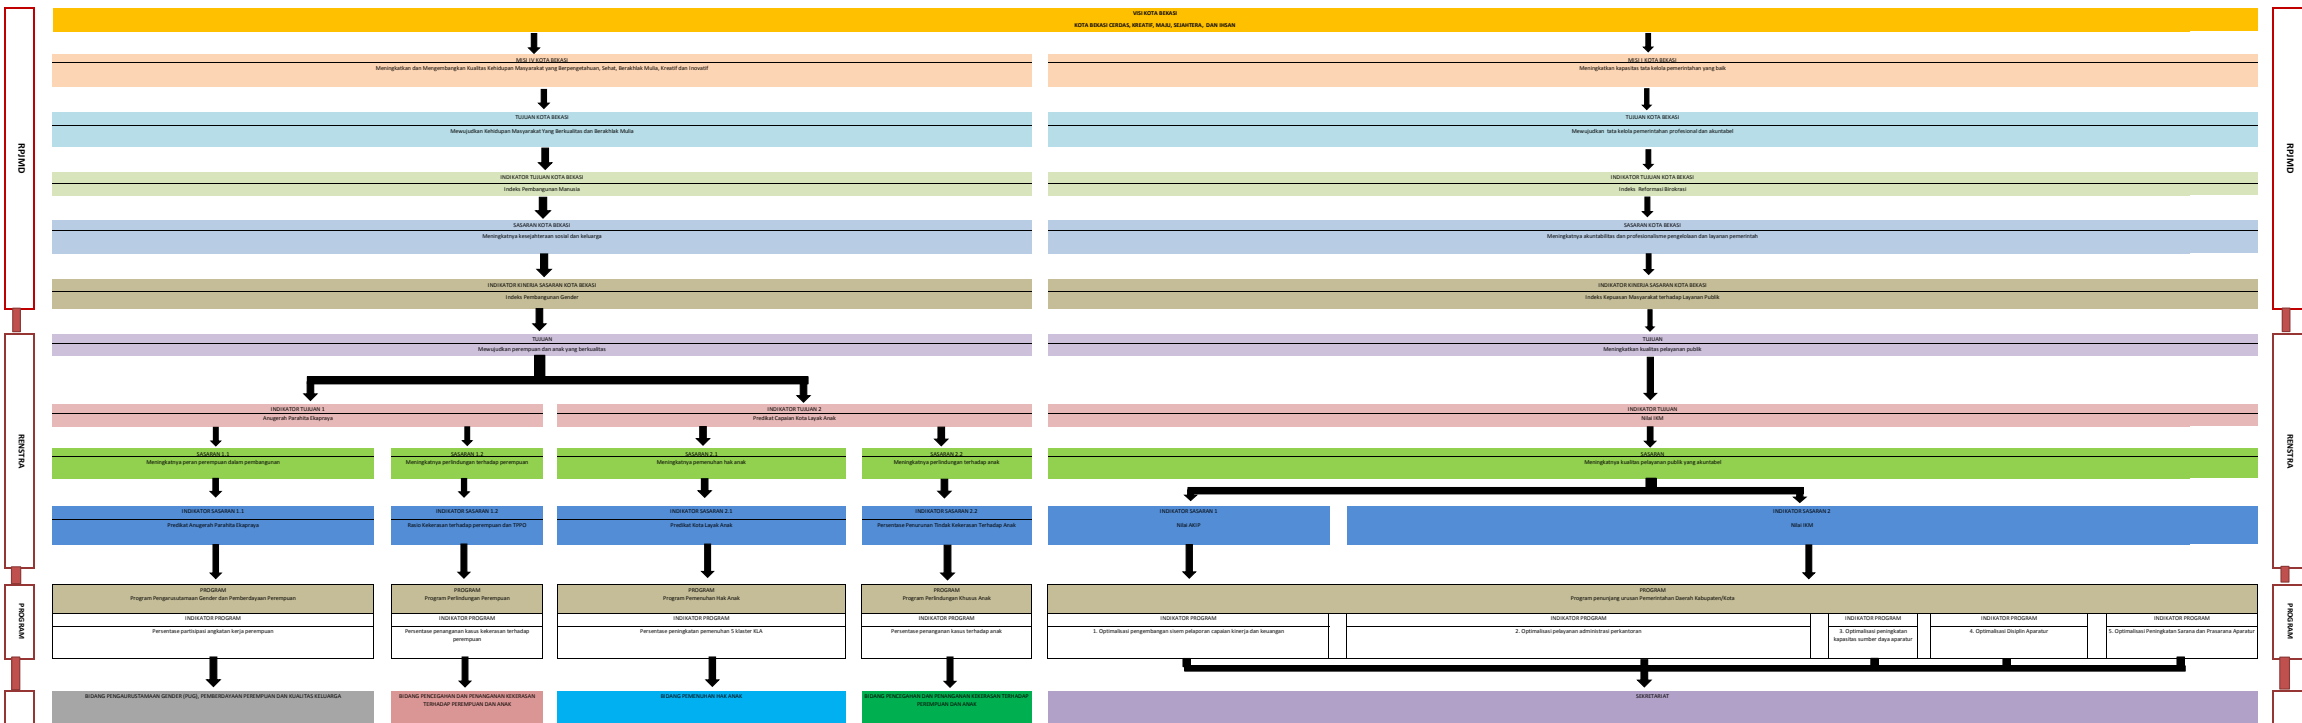 VISI KOTA BEKASI
KOTA BEKASI CERDAS, KREATIF, MAJU, SEJAHTERA, DAN IHSAN
RPJMD
RPJMD
MISI IV KOTA BEKASI
Meningkatkan dan Mengembangkan Kualitas Kehidupan Masyarakat yang Berpengetahuan, Sehat, Berakhlak Mulia, Kreatif dan Inovatif
MISI I KOTA BEKASI
Meningkatkan kapasitas tata kelola pemerintahan yang baik
TUJUAN KOTA BEKASI
Mewujudkan Kehidupan Masyarakat Yang Berkualitas dan Berakhlak Mulia
TUJUAN KOTA BEKASI
Mewujudkan tata kelola pemerintahan profesional dan akuntabel
INDIKATOR TUJUAN KOTA BEKASI
Indeks Pembangunan Manusia
INDIKATOR TUJUAN KOTA BEKASI
Indeks Reformasi Birokrasi
SASARAN KOTA BEKASI
Meningkatnya kesejahteraan sosial dan keluarga
SASARAN KOTA BEKASI
Meningkatnya akuntabilitas dan profesionalisme pengelolaan dan layanan pemerintah
INDIKATOR KINERJA SASARAN KOTA BEKASI
Indeks Pembangunan Gender
INDIKATOR KINERJA SASARAN KOTA BEKASI
Indeks Kepuasan Masyarakat terhadap Layanan Publik
RENSTRA
RENSTRA
TUJUAN
Mewujudkan perempuan dan anak yang berkualitas
TUJUAN
Meningkatkan kualitas pelayanan publik
INDIKATOR TUJUAN 1
Anugerah Parahita Ekapraya
INDIKATOR TUJUAN 2
Predikat Capaian Kota Layak Anak
INDIKATOR TUJUAN
Nilai IKM
SASARAN 1.1
Meningkatnya peran perempuan dalam pembangunan
SASARAN 1.2
Meningkatnya perlindungan terhadap perempuan
SASARAN 2.1
Meningkatnya pemenuhan hak anak
SASARAN 2.2
Meningkatnya perlindungan terhadap anak
SASARAN
Meningkatnya kualitas pelayanan publik yang akuntabel
INDIKATOR SASARAN 1.1
Predikat Anugerah Parahita Ekapraya
INDIKATOR SASARAN 1.2
Rasio Kekerasan terhadap perempuan dan TPPO
INDIKATOR SASARAN 2.1
Predikat Kota Layak Anak
INDIKATOR SASARAN 2.2
Persentase Penurunan Tindak Kekerasan Terhadap Anak
INDIKATOR SASARAN 1
Nilai AKIP
INDIKATOR SASARAN 2
Nilai IKM
PROGRAM
PROGRAM
PROGRAM
Program Pengarusutamaan Gender dan Pemberdayaan Perempuan
INDIKATOR PROGRAM
Persentase partisipasi angkatan kerja perempuan
PROGRAM
Program Perlindungan Perempuan
INDIKATOR PROGRAM
Persentase penanganan kasus kekerasan terhadap
perempuan
PROGRAM
Program Pemenuhan Hak Anak
INDIKATOR PROGRAM
Persentase peningkatan pemenuhan 5 klaster KLA
PROGRAM
Program Perlindungan Khusus Anak
INDIKATOR PROGRAM
Persentase penanganan kasus terhadap anak
PROGRAM
Program penunjang urusan Pemerintahan Daerah Kabupaten/Kota
INDIKATOR PROGRAM
1. Optimalisasi pengembangan sisem pelaporan capaian kinerja dan keuangan
INDIKATOR PROGRAM
2. Optimalisasi pelayanan administrasi perkantoran
INDIKATOR PROGRAM
3. Optimalisasi peningkatan
kapasitas sumber daya aparatur
INDIKATOR PROGRAM
4. Optimalisasi Disiplin Aparatur
INDIKATOR PROGRAM
5. Optimalisasi Peningkatan Sarana dan Prasarana Aparatur
BIDANG PENGAURUSTAMAAN GENDER (PUG), PEMBERDAYAAN PEREMPUAN DAN KUALITAS KELUARGA
BIDANG PENCEGAHAN DAN PENANGANAN KEKERASAN
TERHADAP PEREMPUAN DAN ANAK
BIDANG PEMENUHAN HAK ANAK
BIDANG PENCEGAHAN DAN PENANGANAN KEKERASAN TERHADAP
PEREMPUAN DAN ANAK
SEKRETARIAT